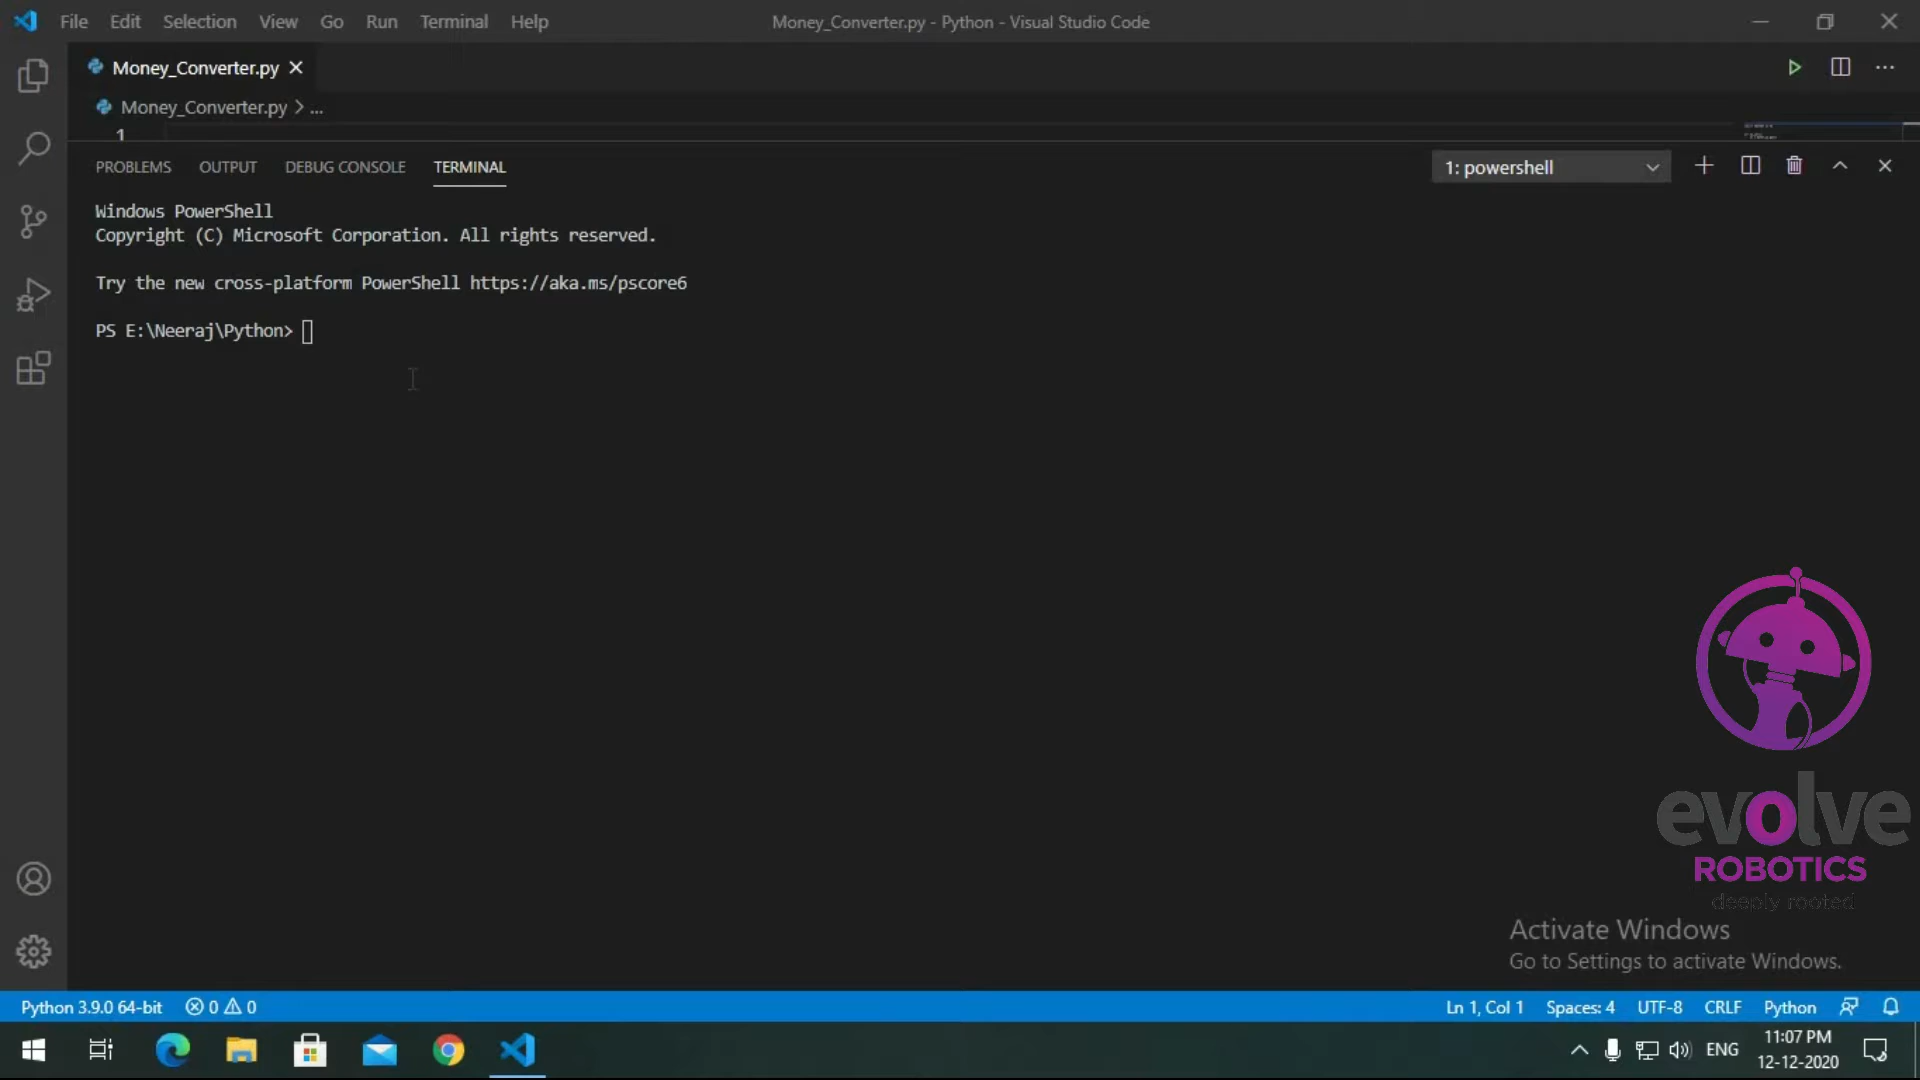 File Edit Selection View Go Run Terminal Help
Money_Converter.py - Python - Visual Studio Code
Money_Converter.py
Money_Converter.py > ...
1
PROBLEMS OUTPUT DEBUG CONSOLE TERMINAL
1: powershell
Windows PowerShell
Copyright (C) Microsoft Corporation. All rights reserved.
Try the new cross-platform PowerShell https://aka.ms/pscore6
PS E:\Neeraj\Python>
evolve
ROBOTICS
deeply rooted
Activate Windows
Go to Settings to activate Windows.
Python 3.9.0 64-bit 0 0
Ln 1, Col 1 Spaces: 4 UTF-8 CRLF Python
ENG
11:07 PM
12-12-2020